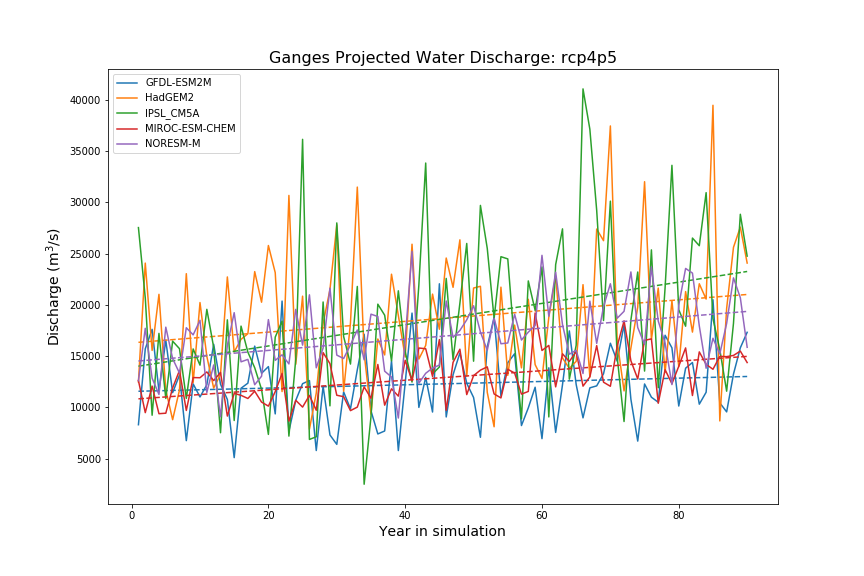 Ganges Projected Water Discharge: rcp4p5
GFDL-ESM2M
HadGEM2
IPSL_CM5A
MIROC-ESM-CHEM
NORESM-M
Discharge (m³/s)
40000
35000
30000
25000
20000
15000
10000
5000
0 20 40 60 80
Year in simulation